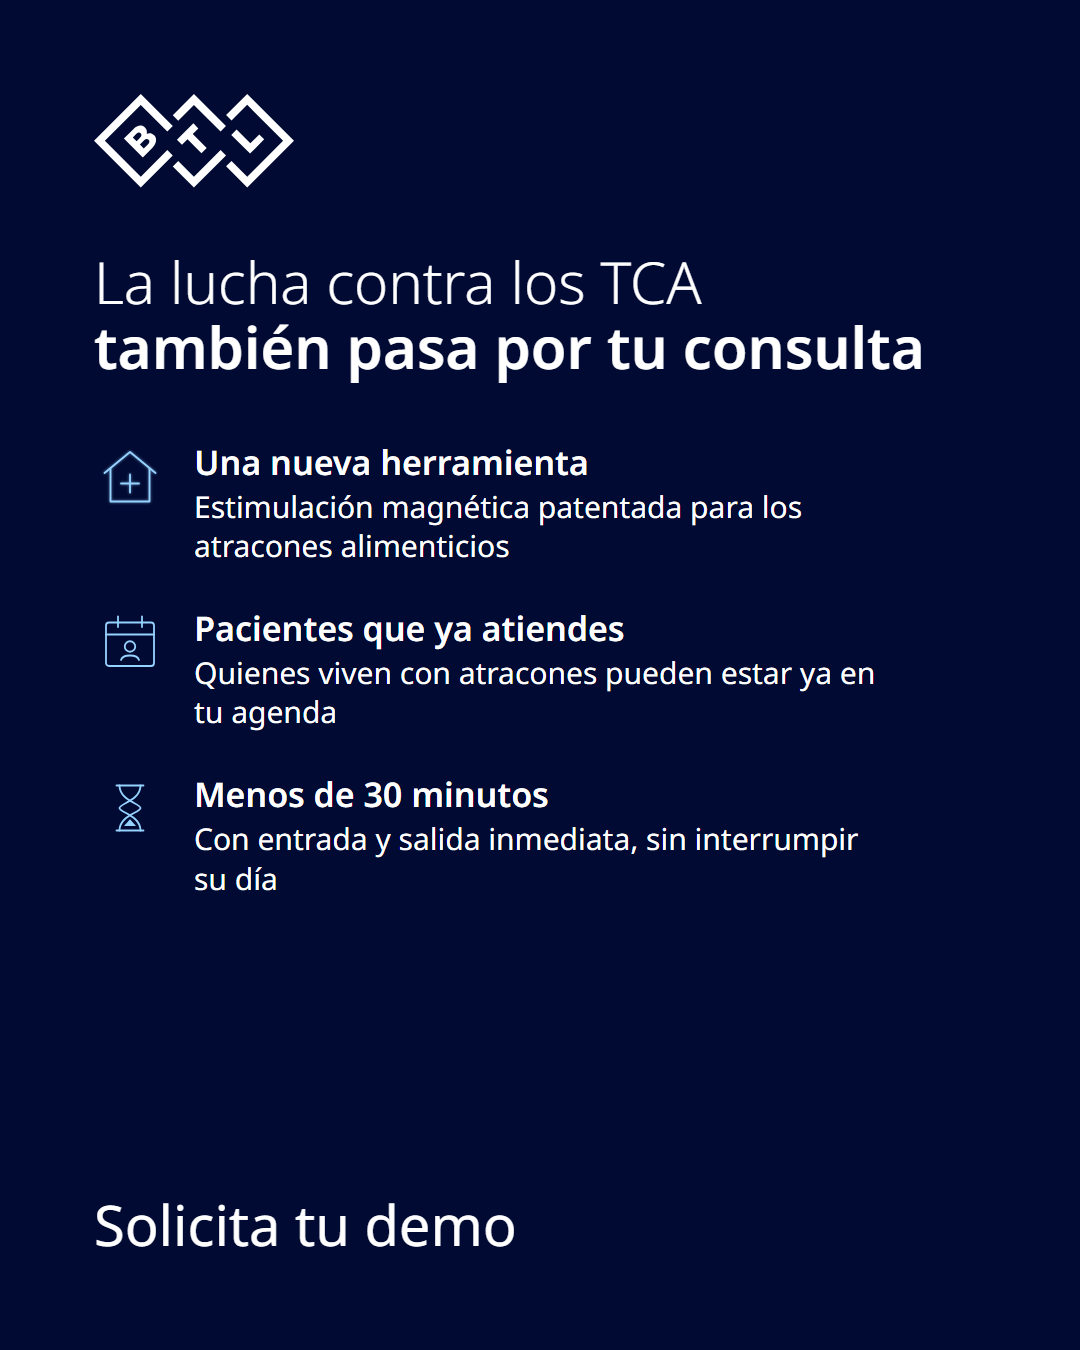 BTL
La lucha contra los TCA
también pasa por tu consulta
Una nueva herramienta
Estimulación magnética patentada para los
atracones alimenticios
Pacientes que ya atiendes
Quienes viven con atracones pueden estar ya en
tu agenda
Menos de 30 minutos
Con entrada y salida inmediata, sin interrumpir
su día
Solicita tu demo